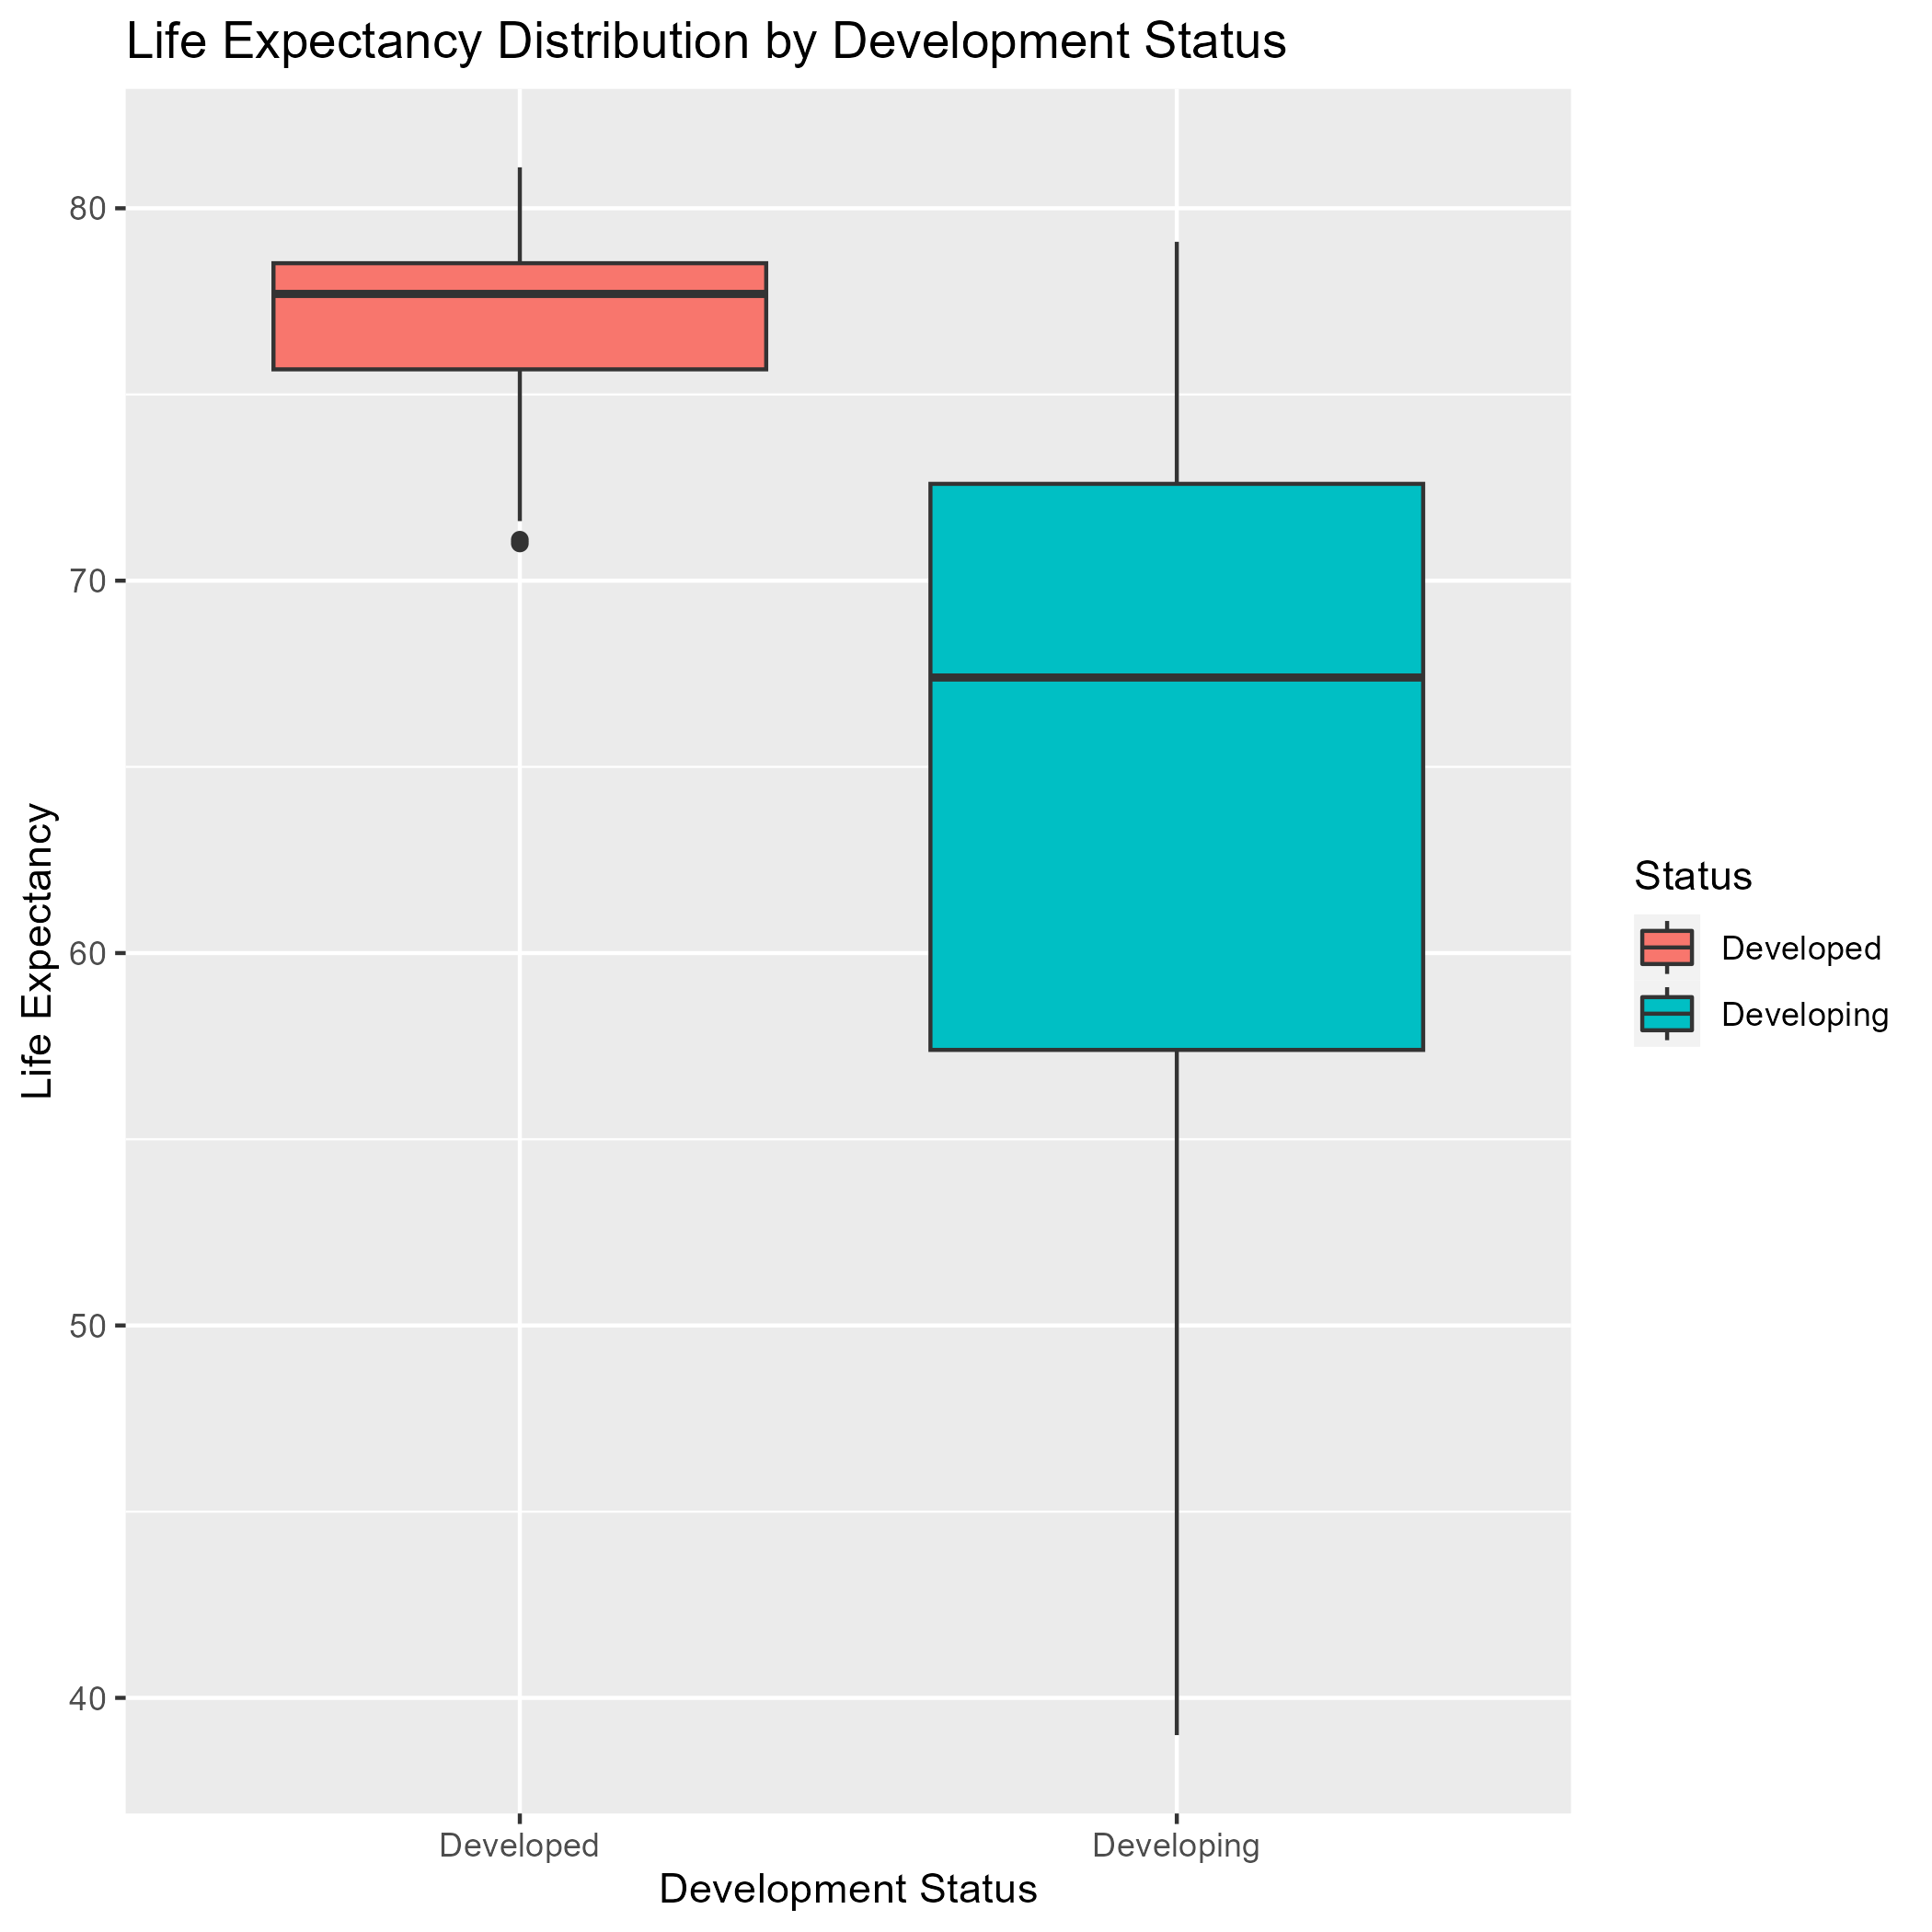 Life Expectancy Distribution by Development Status
Life Expectancy
80
70
60
50
40
Developed
Developing
Development Status
Status
Developed
Developing